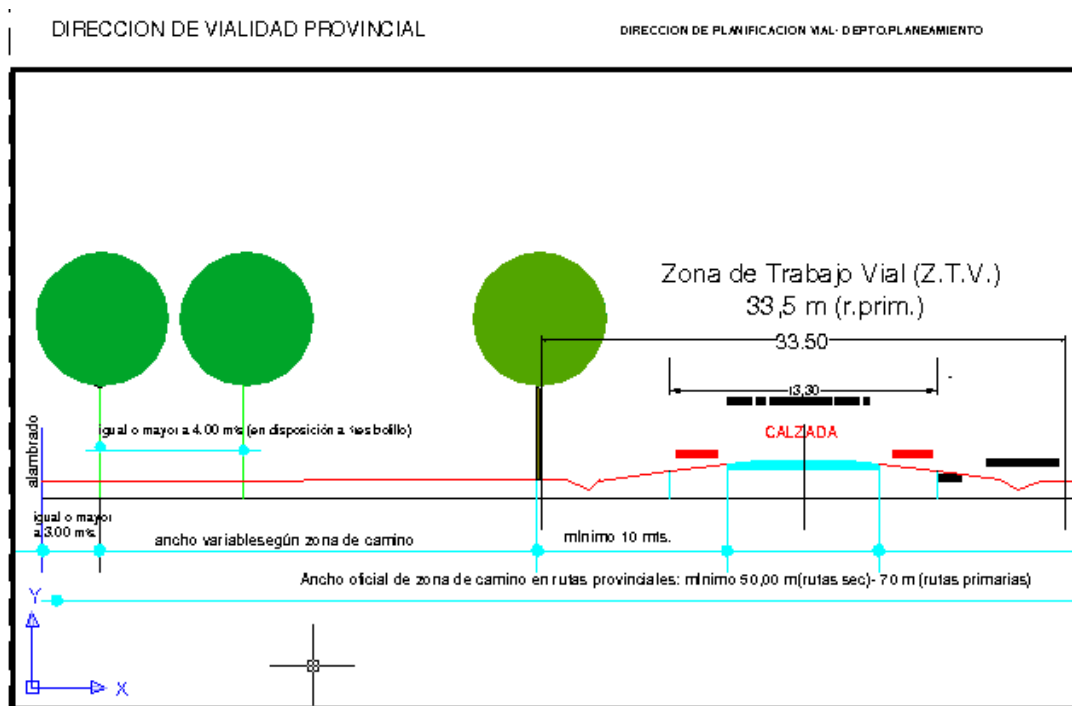 DIRECCION DE VIALIDAD PROVINCIAL
DIRECCION DE PLANIFICACION VIAL- DEPTO.PLANEAMIENTO
Zona de Trabajo Vial (Z.T.V.)
33,5 m (r.prim.)
33.50
13,30
CALZADA
igual o mayor a 4.00 mts (en disposición a tresbolillo)
alambrado
igual o mayor
a 3.00 mts.
ancho variablesegún zona de camino
mínimo 10 mts.
Ancho oficial de zona de camino en rutas provinciales: mínimo 50,00 m(rutas sec)- 70 m (rutas primarias)
Y
X